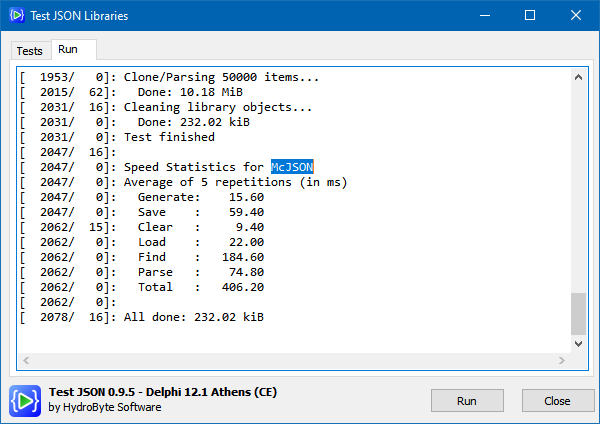 Test JSON Libraries
Tests
Run
[  1953/   0]: Clone/Parsing 50000 items...
[  2015/  62]:   Done: 10.18 MiB
[  2031/  16]: Cleaning library objects...
[  2031/   0]:   Done: 232.02 kiB
[  2031/   0]: Test finished
[  2047/  16]:
[  2047/   0]: Speed Statistics for McJSON
[  2047/   0]: Average of 5 repetitions (in ms)
[  2047/   0]:   Generate:    15.60
[  2047/   0]:   Save    :    59.40
[  2062/  15]:   Clear   :     9.40
[  2062/   0]:   Load    :    22.00
[  2062/   0]:   Find    :   184.60
[  2062/   0]:   Parse   :    74.80
[  2062/   0]:   Total   :   406.20
[  2062/   0]:
[  2078/  16]: All done: 232.02 kiB
Test JSON 0.9.5 - Delphi 12.1 Athens (CE)
by HydroByte Software
Run
Close